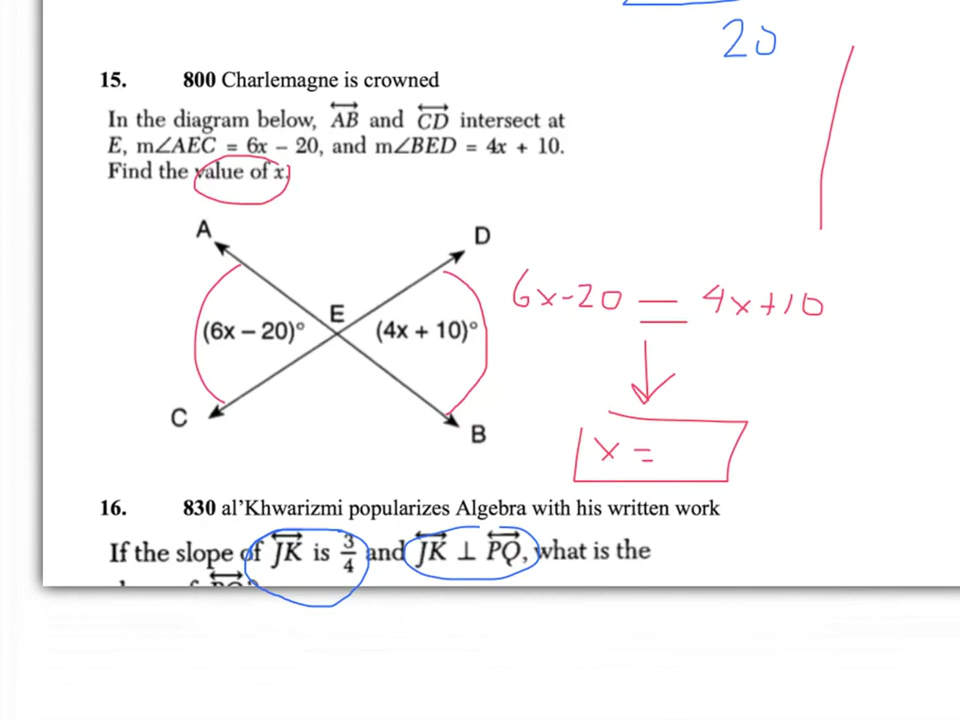 20
15. 800 Charlemagne is crowned
In the diagram below, AB and CD intersect at
E, m∠AEC = 6x − 20, and m∠BED = 4x + 10.
Find the value of x.
A
D
E
(6x − 20)°
(4x + 10)°
C
B
6x-20 = 4x+10
x =
16. 830 al’Khwarizmi popularizes Algebra with his written work
If the slope of JK is 3/4 and JK ⊥ PQ, what is the